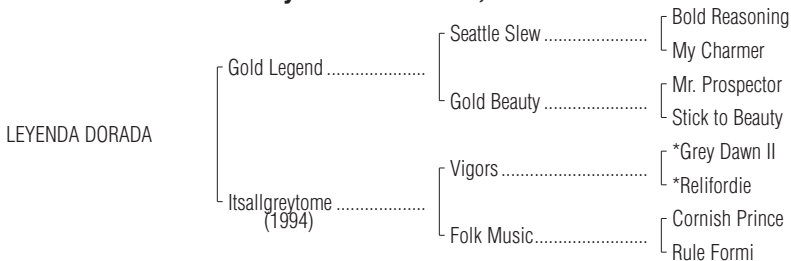 Bold Reasoning
Seattle Slew
My Charmer
Gold Legend
Mr. Prospector
Gold Beauty
Stick to Beauty
LEYENDA DORADA
*Grey Dawn II
Vigors
*Relifordie
Itsallgreytome
(1994)
Cornish Prince
Folk Music
Rule Formi